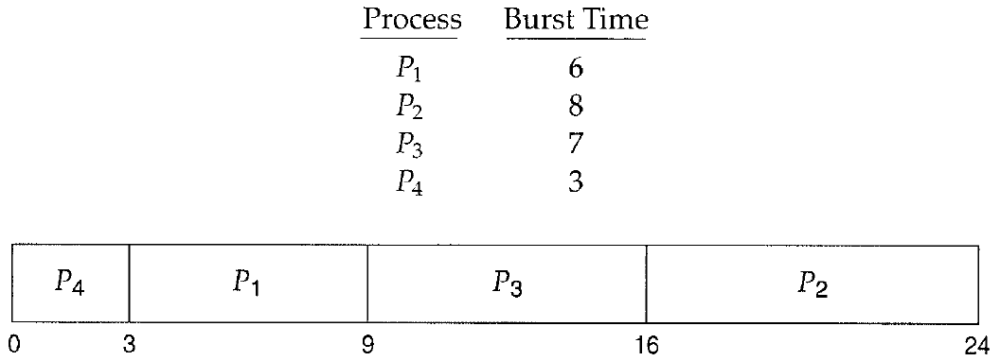 Process Burst Time
P1 6
P2 8
P3 7
P4 3
P4 P1 P3 P2
0 3 9 16 24